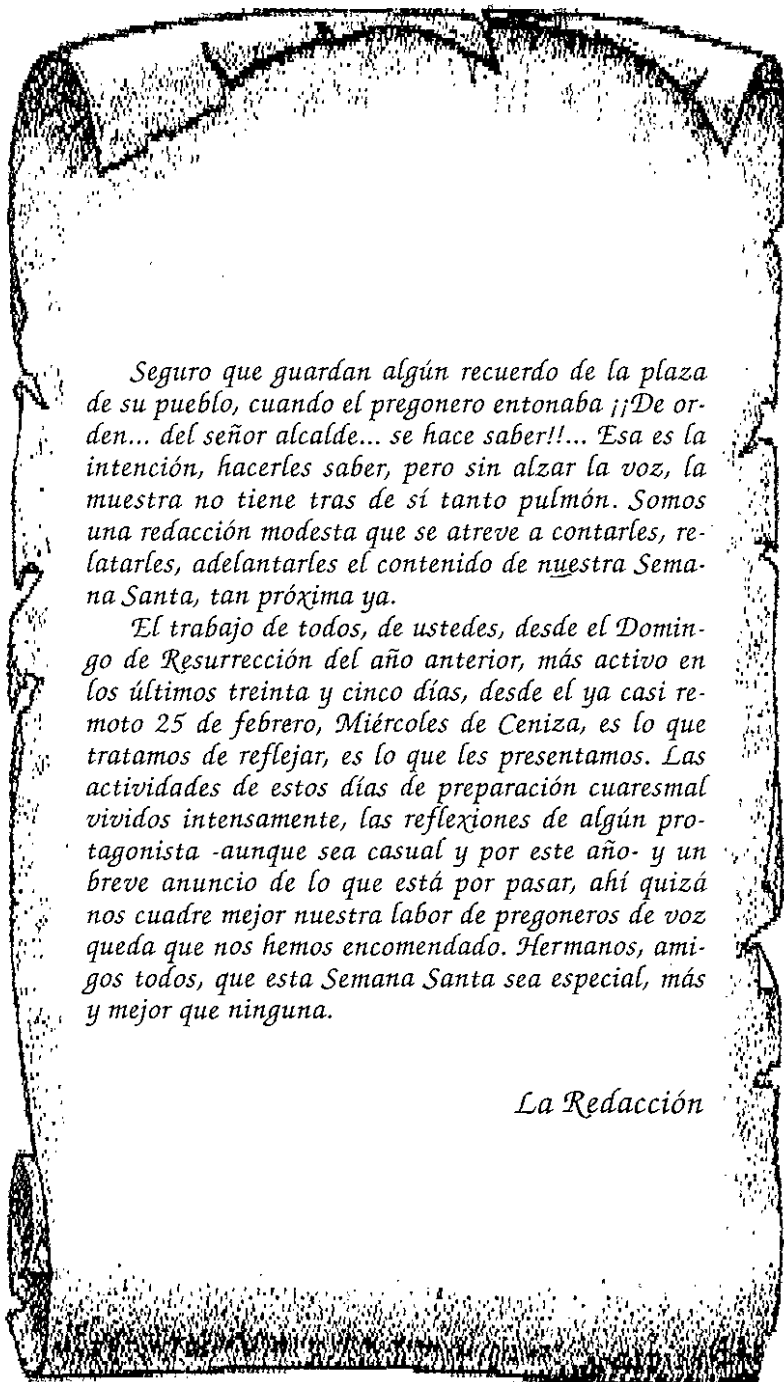 Seguro que guardan algún recuerdo de la plaza
de su pueblo, cuando el pregonero entonaba ¡¡De or-
den... del señor alcalde... se hace saber!!... Esa es la
intención, hacerles saber, pero sin alzar la voz, la
muestra no tiene tras de sí tanto pulmón. Somos
una redacción modesta que se atreve a contarles, re-
latarles, adelantarles el contenido de nuestra Sema-
na Santa, tan próxima ya.
El trabajo de todos, de ustedes, desde el Domin-
go de Resurrección del año anterior, más activo en
los últimos treinta y cinco días, desde el ya casi re-
moto 25 de febrero, Miércoles de Ceniza, es lo que
tratamos de reflejar, es lo que les presentamos. Las
actividades de estos días de preparación cuaresmal
vividos intensamente, las reflexiones de algún pro-
tagonista -aunque sea casual y por este año- y un
breve anuncio de lo que está por pasar, ahí quizá
nos cuadre mejor nuestra labor de pregoneros de voz
queda que nos hemos encomendado. Hermanos, ami-
gos todos, que esta Semana Santa sea especial, más
y mejor que ninguna.
La Redacción